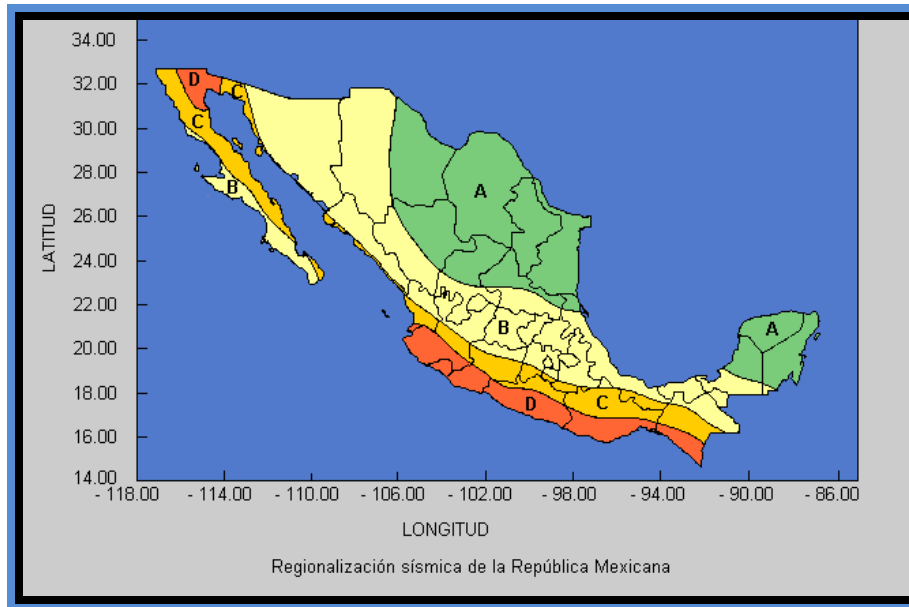 34.00
32.00
30.00
28.00
26.00
24.00
22.00
20.00
18.00
16.00
14.00
LATITUD
D
C
C
B
A
A
B
C
D
- 118.00 - 114.00 - 110.00 - 106.00 - 102.00 - 98.00 - 94.00 - 90.00 - 86.00
LONGITUD
Regionalización sísmica de la República Mexicana